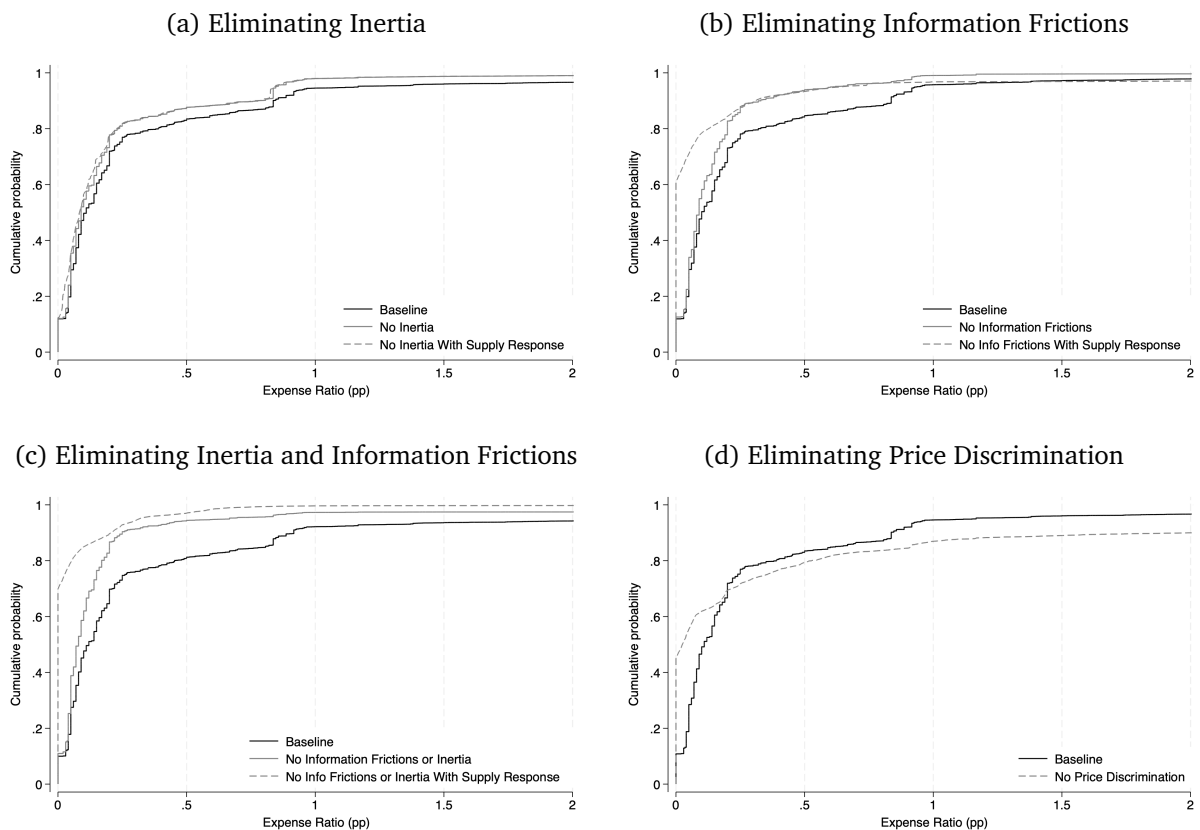 (a) Eliminating Inertia
Cumulative probability
1
.8
.6
.4
.2
0
Baseline
No Inertia
No Inertia With Supply Response
0 .5 1 1.5 2
Expense Ratio (pp)
(b) Eliminating Information Frictions
Cumulative probability
1
.8
.6
.4
.2
0
Baseline
No Information Frictions
No Info Frictions With Supply Response
0 .5 1 1.5 2
Expense Ratio (pp)
(c) Eliminating Inertia and Information Frictions
Cumulative probability
1
.8
.6
.4
.2
0
Baseline
No Information Frictions or Inertia
No Info Frictions or Inertia With Supply Response
0 .5 1 1.5 2
Expense Ratio (pp)
(d) Eliminating Price Discrimination
Cumulative probability
1
.8
.6
.4
.2
0
Baseline
No Price Discrimination
0 .5 1 1.5 2
Expense Ratio (pp)